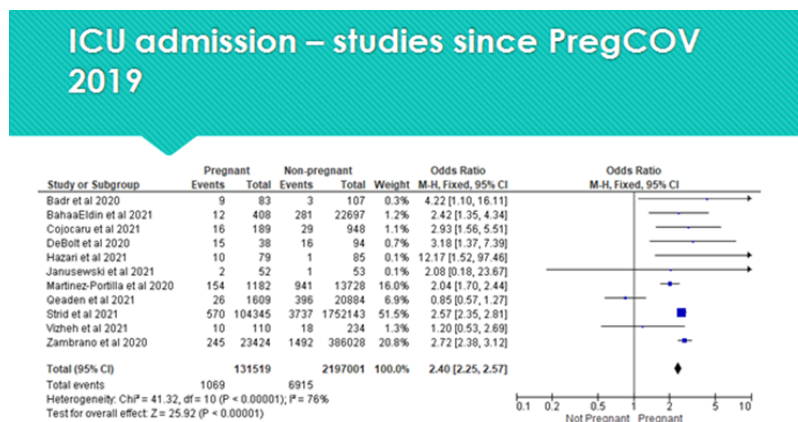 ICU admission – studies since PregCOV
2019
Pregnant Non-pregnant Odds Ratio Odds Ratio
Study or Subgroup Events Total Events Total Weight M-H, Fixed, 95% CI M-H, Fixed, 95% CI
Badr et al 2020 9 83 3 107 0.3% 4.22 [1.10, 16.11]
BahaaEldin et al 2021 12 408 281 22697 1.2% 2.42 [1.35, 4.34]
Cojocaru et al 2021 16 189 29 948 1.1% 2.93 [1.56, 5.51]
DeBolt et al 2020 15 38 16 94 0.7% 3.18 [1.37, 7.39]
Hazari et al 2021 10 79 1 85 0.1% 12.17 [1.52, 97.46]
Janusewski et al 2021 2 52 1 53 0.1% 2.08 [0.18, 23.67]
Martinez-Portilla et al 2020 154 1182 941 13728 16.0% 2.04 [1.70, 2.44]
Qeaden et al 2021 26 1609 396 20884 6.9% 0.85 [0.57, 1.27]
Strid et al 2021 570 104345 3737 1752143 51.5% 2.57 [2.35, 2.81]
Vizheh et al 2021 10 110 18 234 1.2% 1.20 [0.53, 2.69]
Zambrano et al 2020 245 23424 1492 386028 20.8% 2.72 [2.38, 3.12]
Total (95% CI) 131519 2197001 100.0% 2.40 [2.25, 2.57]
Total events 1069 6915
Heterogeneity: Chi² = 41.32, df = 10 (P < 0.00001); I² = 76%
Test for overall effect: Z = 25.92 (P < 0.00001)
0.1 0.2 0.5 1 2 5 10
Not Pregnant Pregnant